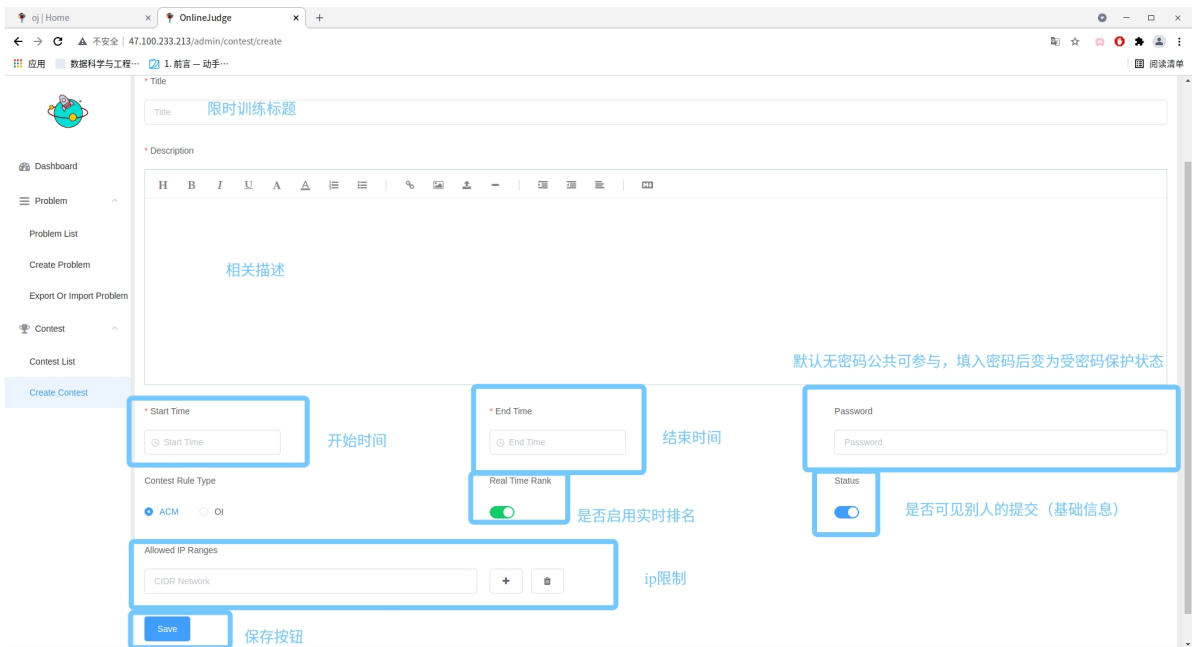 oj | Home
OnlineJudge
不安全
47.100.233.213/admin/contest/create
应用
数据科学与工程…
1. 前言 — 动手…
阅读清单
* Title
Title
限时训练标题
* Description
H B I U A A
相关描述
Dashboard
Problem
Problem List
Create Problem
Export Or Import Problem
Contest
Contest List
Create Contest
默认无密码公共可参与，填入密码后变为受密码保护状态
* Start Time
Start Time
开始时间
* End Time
End Time
结束时间
Password
Password
Contest Rule Type
ACM OI
Real Time Rank
是否启用实时排名
Status
是否可见别人的提交（基础信息）
Allowed IP Ranges
CIDR Network
ip限制
Save
保存按钮